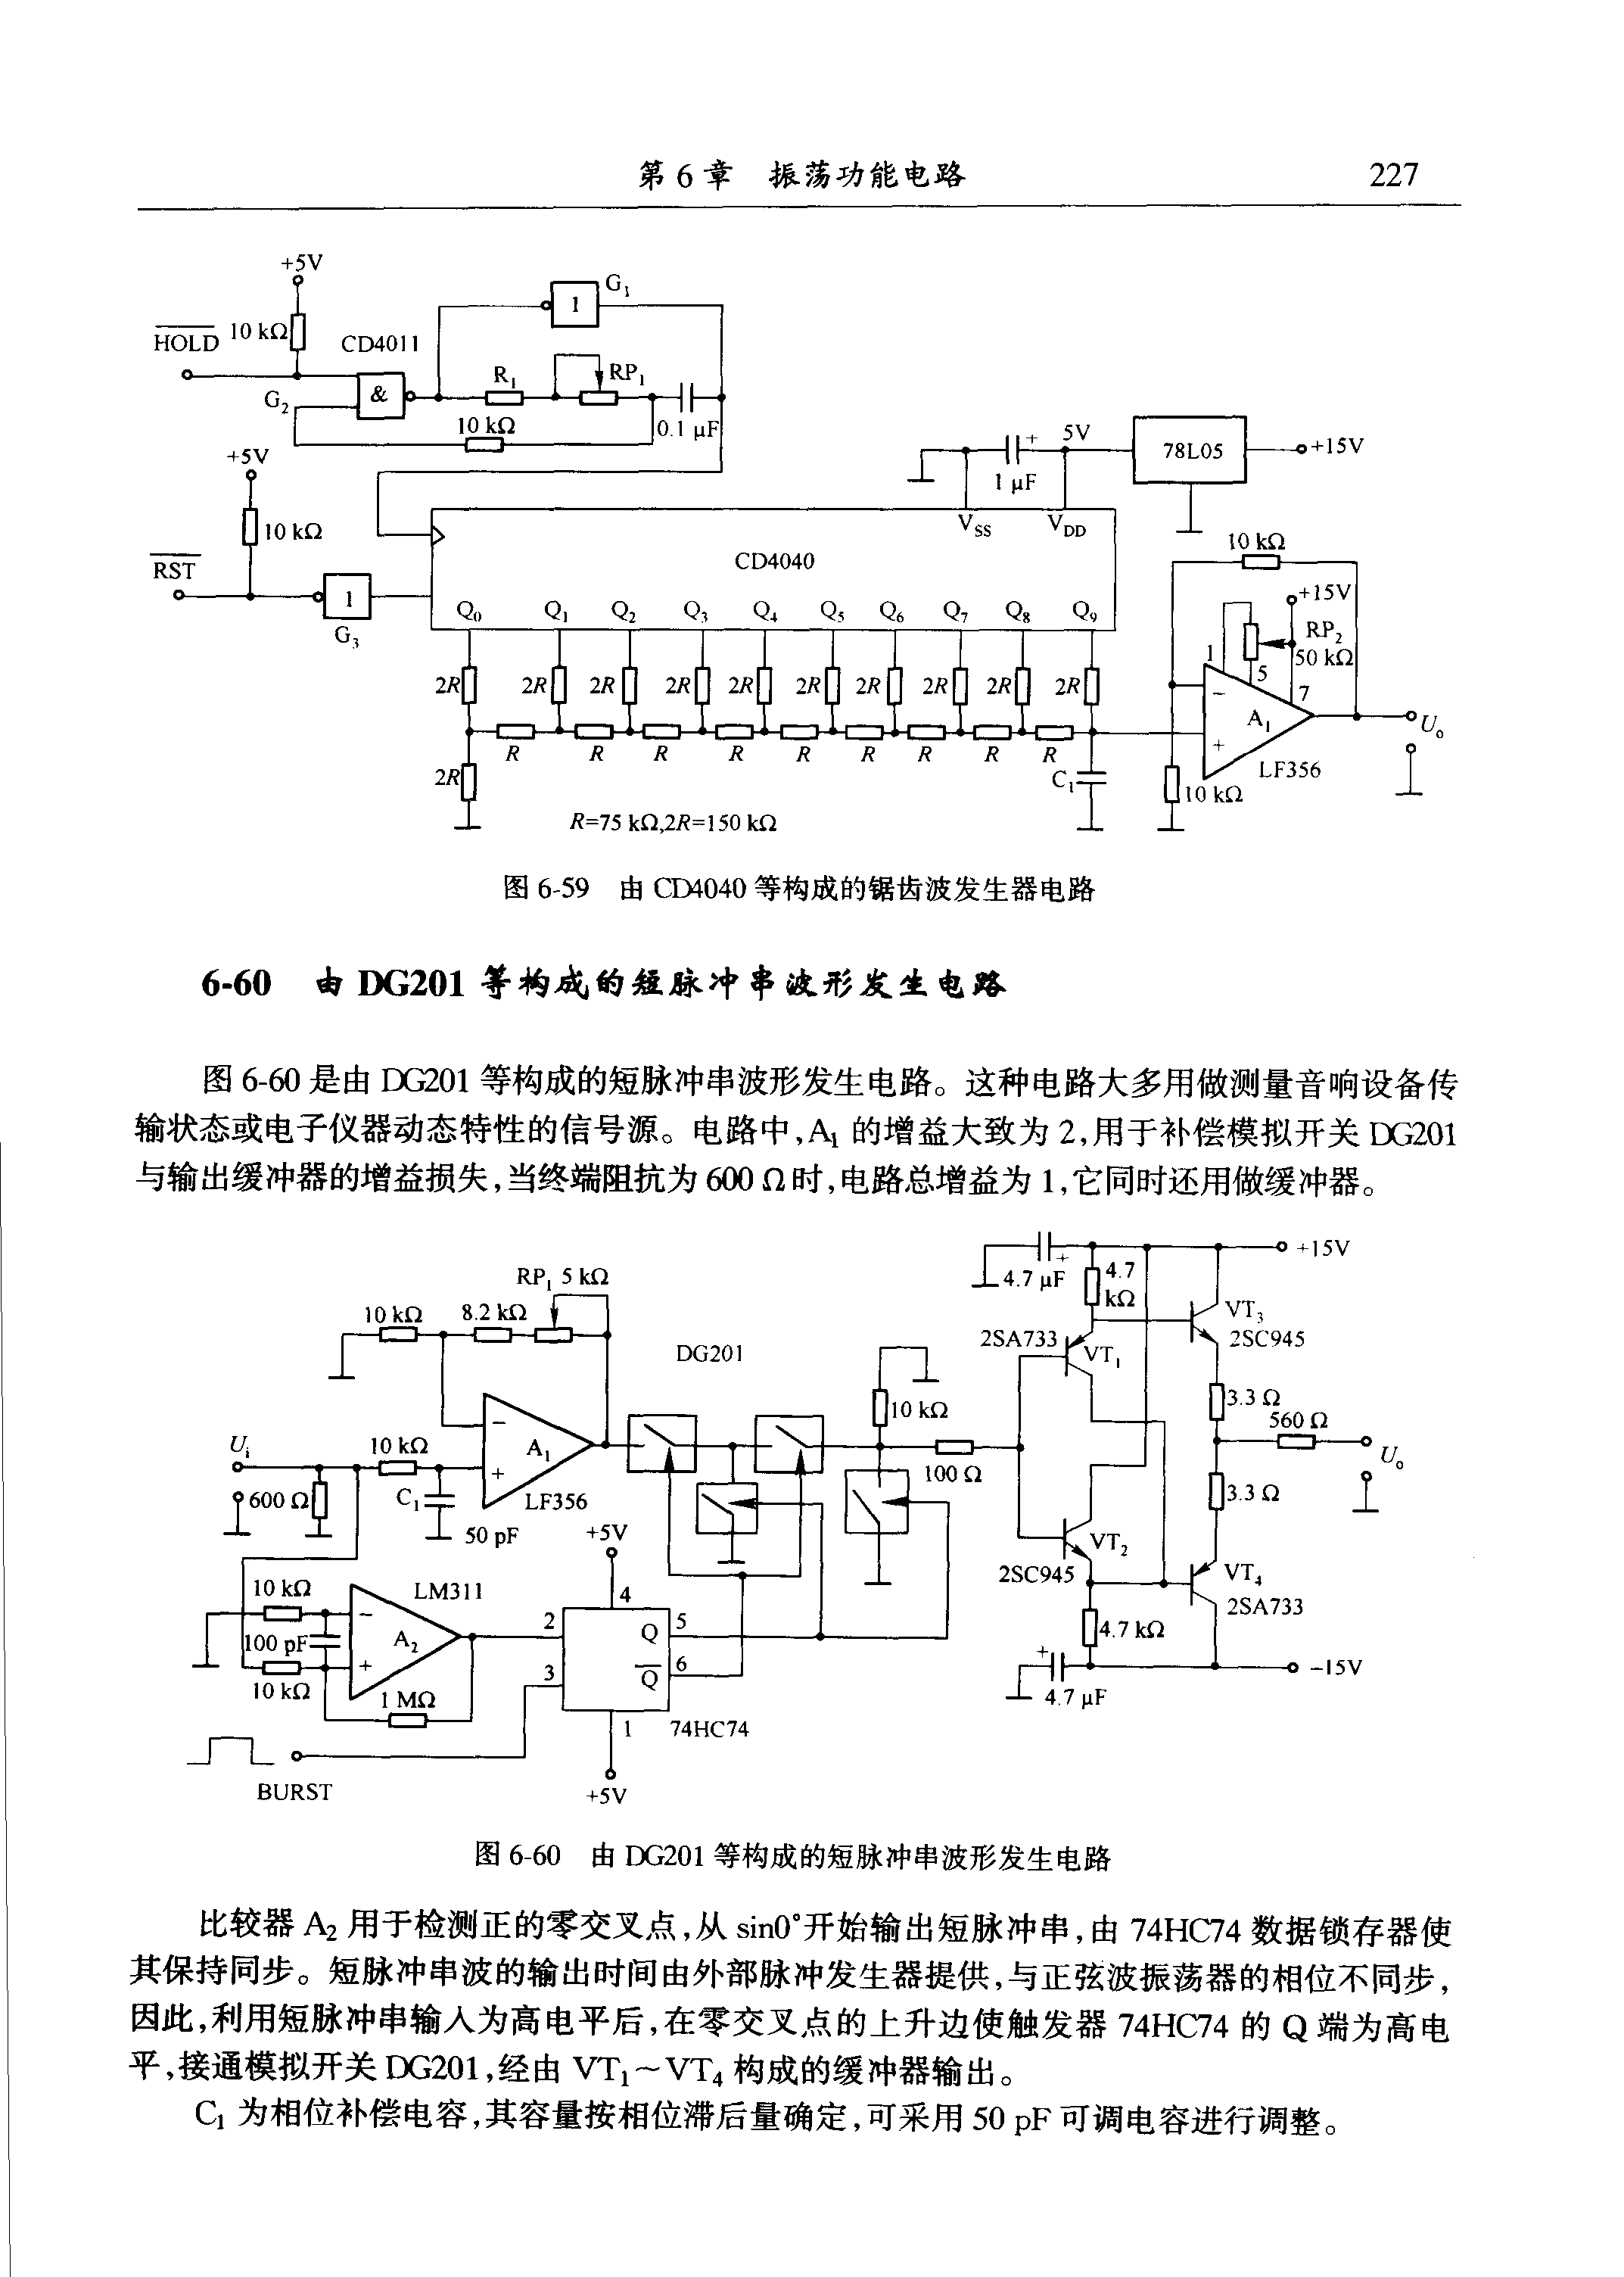 第6章 振荡功能电路 227
+5V
HOLD 10 kΩ CD4011 G₁ 1
G₂ & R₁ RP₁
10 kΩ 0.1 μF
+5V 10 kΩ
RST 1 G₃
1 μF + 5V 78L05 +15V
V_SS V_DD
CD4040
Q₀ Q₁ Q₂ Q₃ Q₄ Q₅ Q₆ Q₇ Q₈ Q₉
2R 2R 2R 2R 2R 2R 2R 2R 2R 2R
R R R R R R R R R
2R C₁
R=75 kΩ,2R=150 kΩ
10 kΩ
+15V
RP₂
50 kΩ
1 5 7
− A₁ +
LF356
10 kΩ
U₀
图 6-59 由 CD4040 等构成的锯齿波发生器电路
6-60 由 DG201 等构成的短脉冲串波形发生电路
图 6-60 是由 DG201 等构成的短脉冲串波形发生电路。这种电路大多用做测量音响设备传
输状态或电子仪器动态特性的信号源。电路中,A₁ 的增益大致为 2,用于补偿模拟开关 DG201
与输出缓冲器的增益损失,当终端阻抗为 600 Ω 时,电路总增益为 1,它同时还用做缓冲器。
RP₁ 5 kΩ
10 kΩ 8.2 kΩ
DG201
Uᵢ 10 kΩ − A₁ +
600 Ω C₁ LF356
50 pF +5V
10 kΩ LM311 4
100 pF − A₂ + 2 Q 5
3 Q 6
10 kΩ 1 MΩ
1 74HC74
BURST +5V
10 kΩ
100 Ω
4.7 μF + 4.7 kΩ +15V
2SA733 VT₁ VT₃ 2SC945
3.3 Ω
560 Ω U₀
3.3 Ω
VT₂ 2SC945 VT₄ 2SA733
4.7 kΩ
+ 4.7 μF −15V
图 6-60 由 DG201 等构成的短脉冲串波形发生电路
比较器 A₂ 用于检测正的零交叉点,从 sin0°开始输出短脉冲串,由 74HC74 数据锁存器使
其保持同步。短脉冲串波的输出时间由外部脉冲发生器提供,与正弦波振荡器的相位不同步,
因此,利用短脉冲串输入为高电平后,在零交叉点的上升边使触发器 74HC74 的 Q 端为高电
平,接通模拟开关 DG201,经由 VT₁～VT₄ 构成的缓冲器输出。
C₁ 为相位补偿电容,其容量按相位滞后量确定,可采用 50 pF 可调电容进行调整。